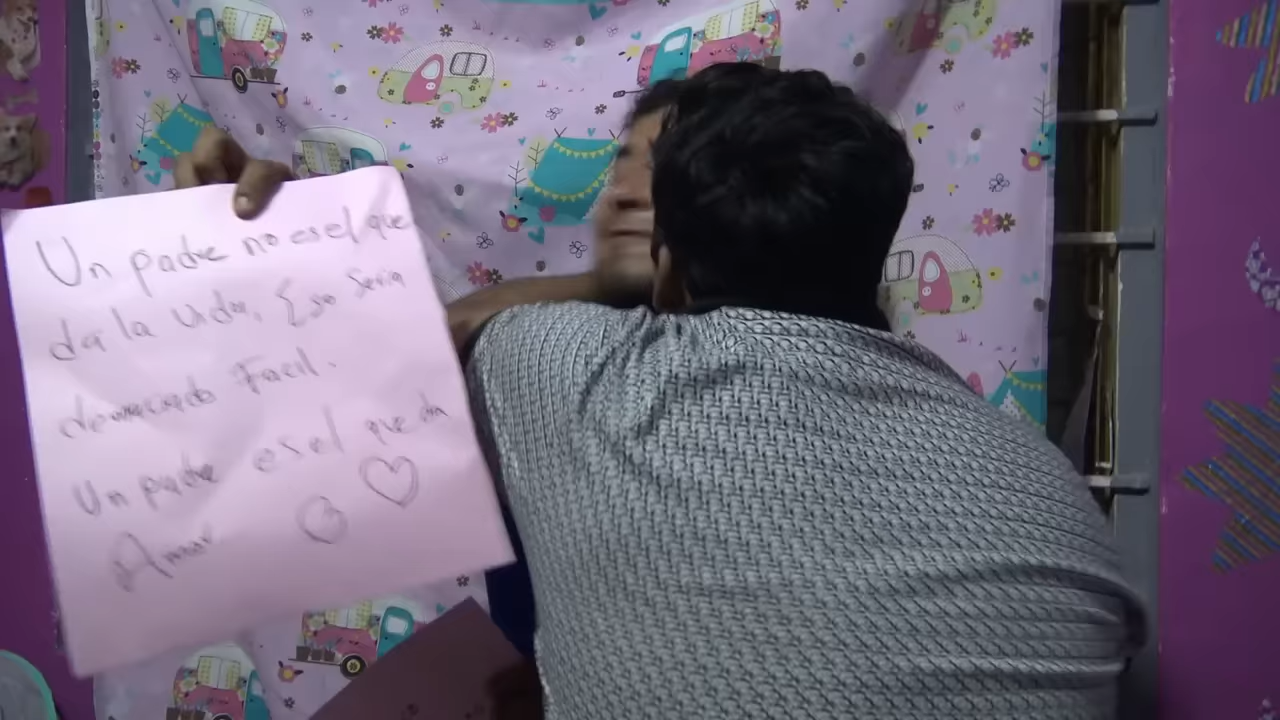 Un padre no es el que
da la vida. Eso seria
demasiado Facil.
Un padre es el que da
Amor